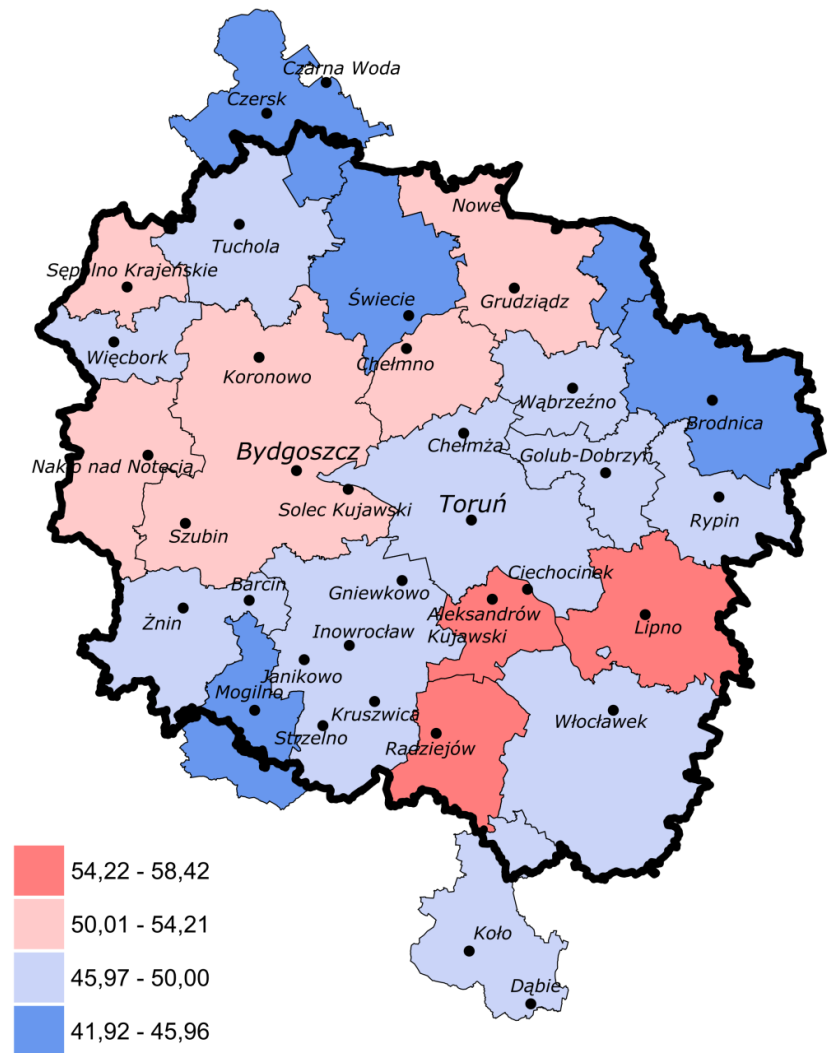 Czarna Woda
Czersk
Nowe
Tuchola
Sępolno Krajeńskie
Grudziądz
Świecie
Więcbork
Koronowo
Chełmno
Wąbrzeźno
Brodnica
Chełmża
Bydgoszcz
Golub-Dobrzyń
Nakło nad Notecią
Solec Kujawski
Toruń
Rypin
Szubin
Ciechocinek
Barcin
Gniewkowo
Aleksandrów
Kujawski
Żnin
Lipno
Inowrocław
Janikowo
Mogilno
Kruszwica
Włocławek
Strzelno
Radziejów
54,22 - 58,42
50,01 - 54,21
Koło
45,97 - 50,00
Dąbie
41,92 - 45,96